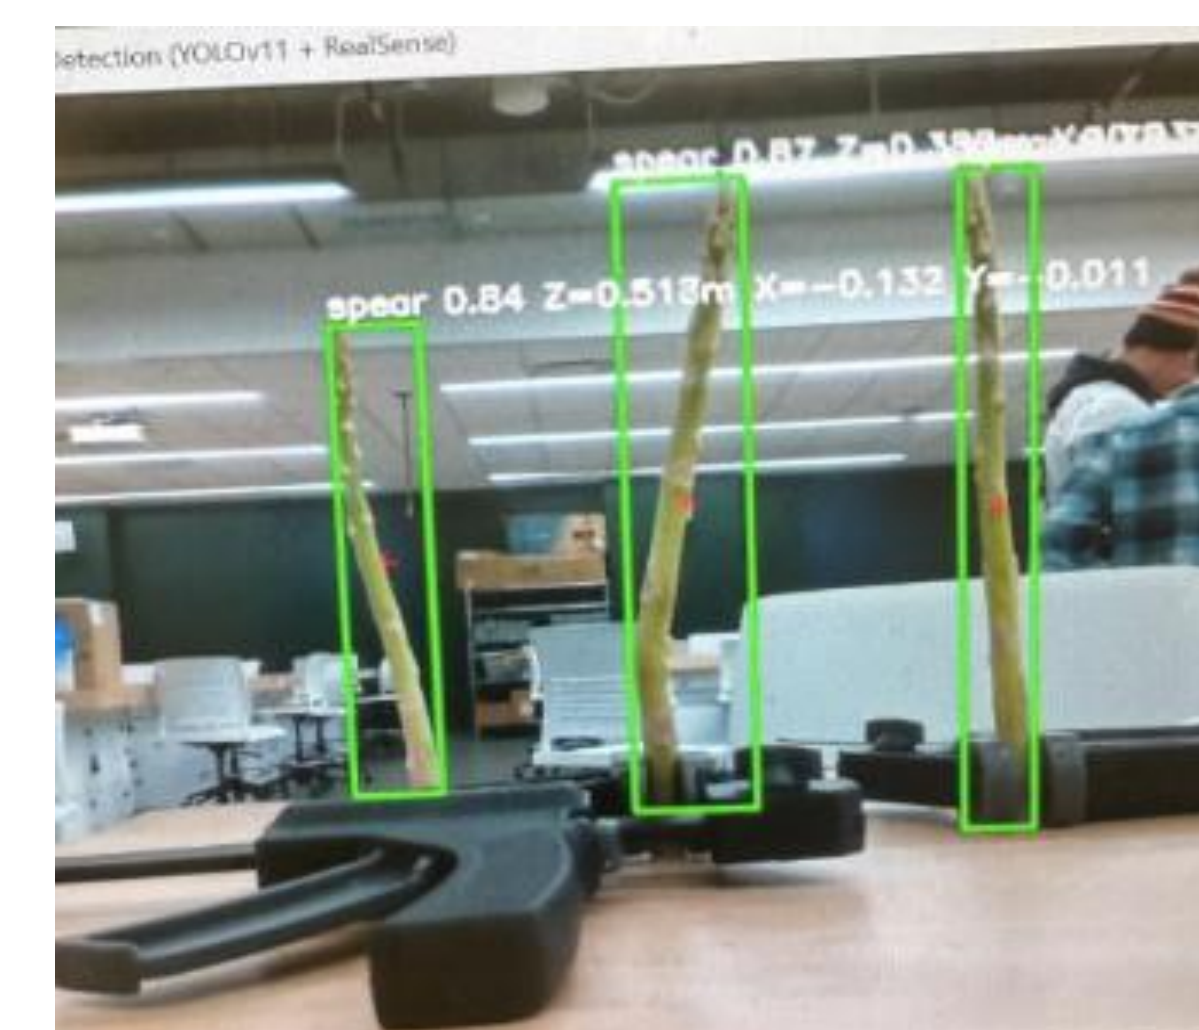 etection (YOLOv11 + RealSense)
spear 0.87
spear 0.84 Z=0.513m X=-0.132 Y=-0.011